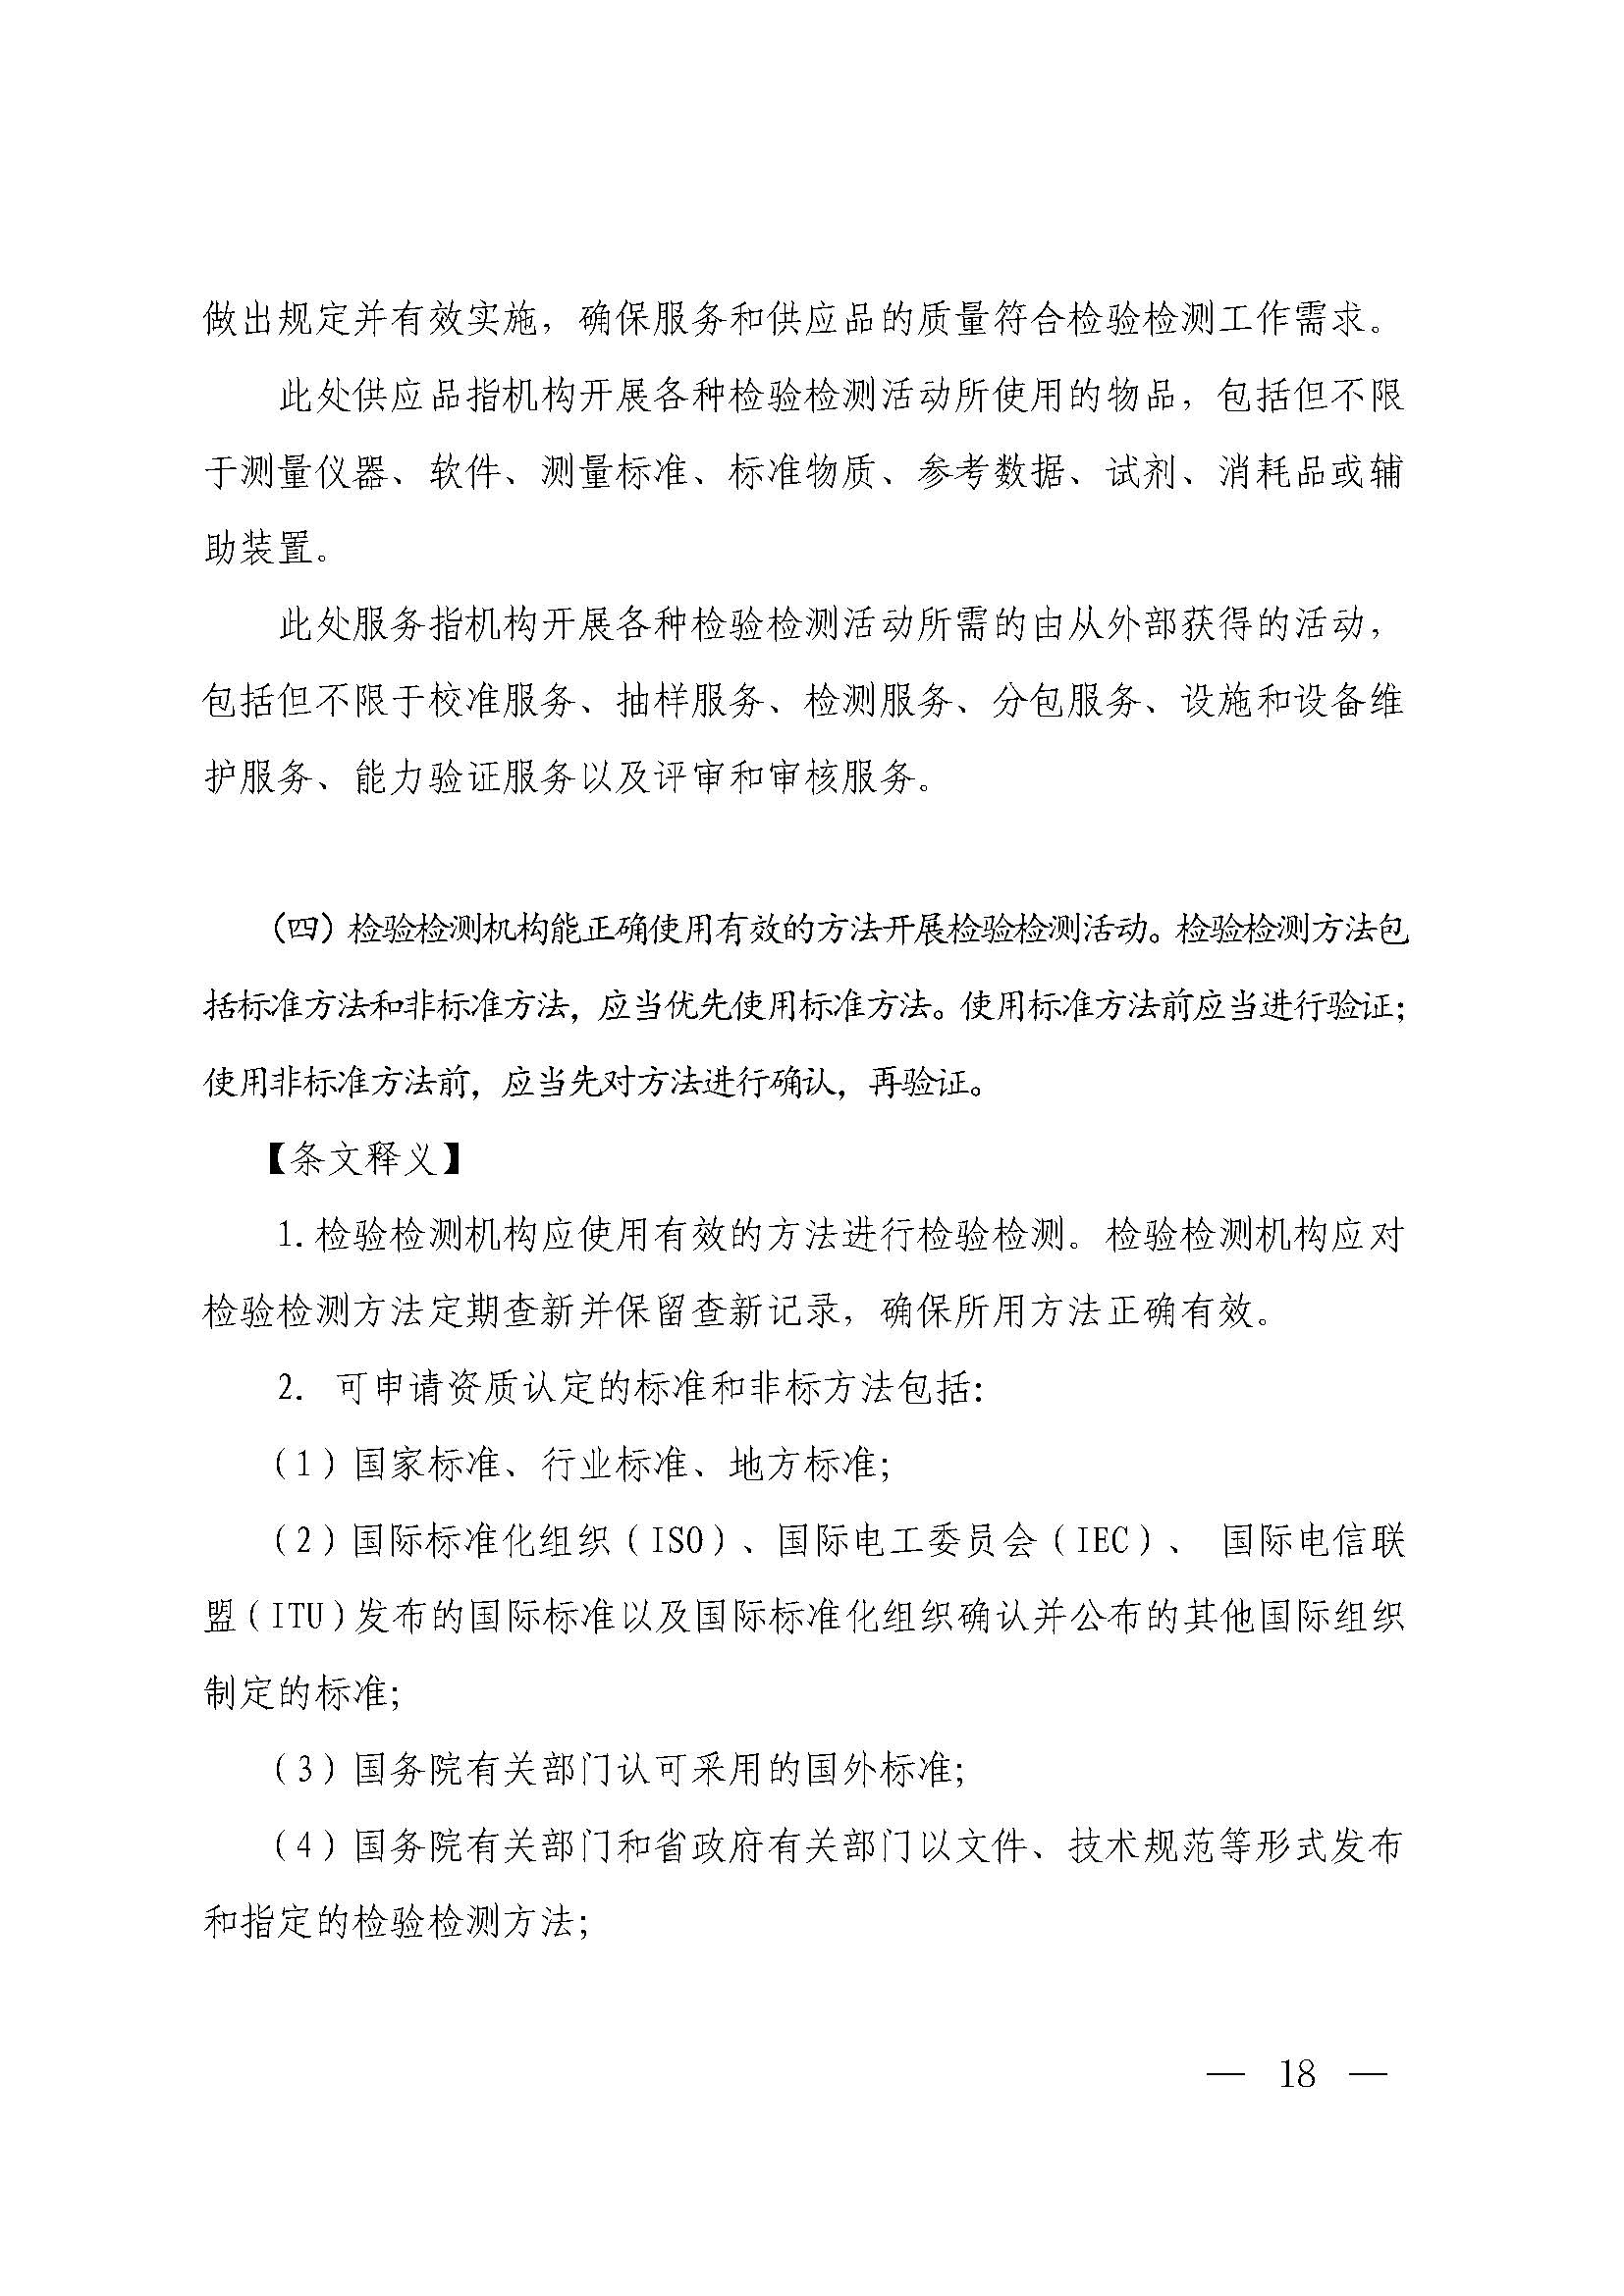 做出规定并有效实施，确保服务和供应品的质量符合检验检测工作需求。
此处供应品指机构开展各种检验检测活动所使用的物品，包括但不限
于测量仪器、软件、测量标准、标准物质、参考数据、试剂、消耗品或辅
助装置。
此处服务指机构开展各种检验检测活动所需的由从外部获得的活动，
包括但不限于校准服务、抽样服务、检测服务、分包服务、设施和设备维
护服务、能力验证服务以及评审和审核服务。
（四）检验检测机构能正确使用有效的方法开展检验检测活动。检验检测方法包
括标准方法和非标准方法，应当优先使用标准方法。使用标准方法前应当进行验证；
使用非标准方法前，应当先对方法进行确认，再验证。
【条文释义】
1.检验检测机构应使用有效的方法进行检验检测。检验检测机构应对
检验检测方法定期查新并保留查新记录，确保所用方法正确有效。
2. 可申请资质认定的标准和非标方法包括：
（1）国家标准、行业标准、地方标准；
（2）国际标准化组织（ISO）、国际电工委员会（IEC）、 国际电信联
盟（ITU）发布的国际标准以及国际标准化组织确认并公布的其他国际组织
制定的标准；
（3）国务院有关部门认可采用的国外标准；
（4）国务院有关部门和省政府有关部门以文件、技术规范等形式发布
和指定的检验检测方法；
— 18 —